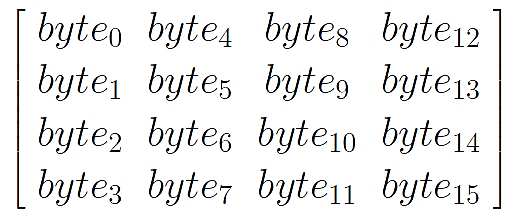 byte₀ byte₄ byte₈ byte₁₂
byte₁ byte₅ byte₉ byte₁₃
byte₂ byte₆ byte₁₀ byte₁₄
byte₃ byte₇ byte₁₁ byte₁₅